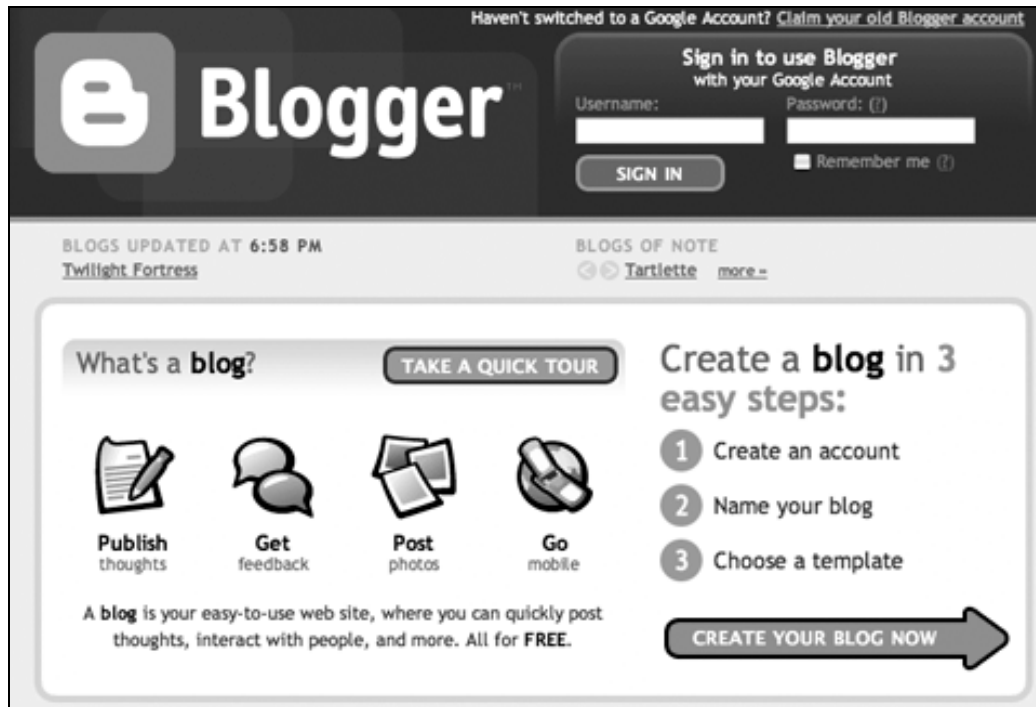 Haven't switched to a Google Account? Claim your old Blogger account
Blogger™
Sign in to use Blogger
with your Google Account
Username:
Password: (?)
SIGN IN
Remember me (?)
BLOGS UPDATED AT 6:58 PM
Twilight Fortress
BLOGS OF NOTE
Tartlette more »
What's a blog?
TAKE A QUICK TOUR
Publish
thoughts
Get
feedback
Post
photos
Go
mobile
A blog is your easy-to-use web site, where you can quickly post
thoughts, interact with people, and more. All for FREE.
Create a blog in 3
easy steps:
1 Create an account
2 Name your blog
3 Choose a template
CREATE YOUR BLOG NOW